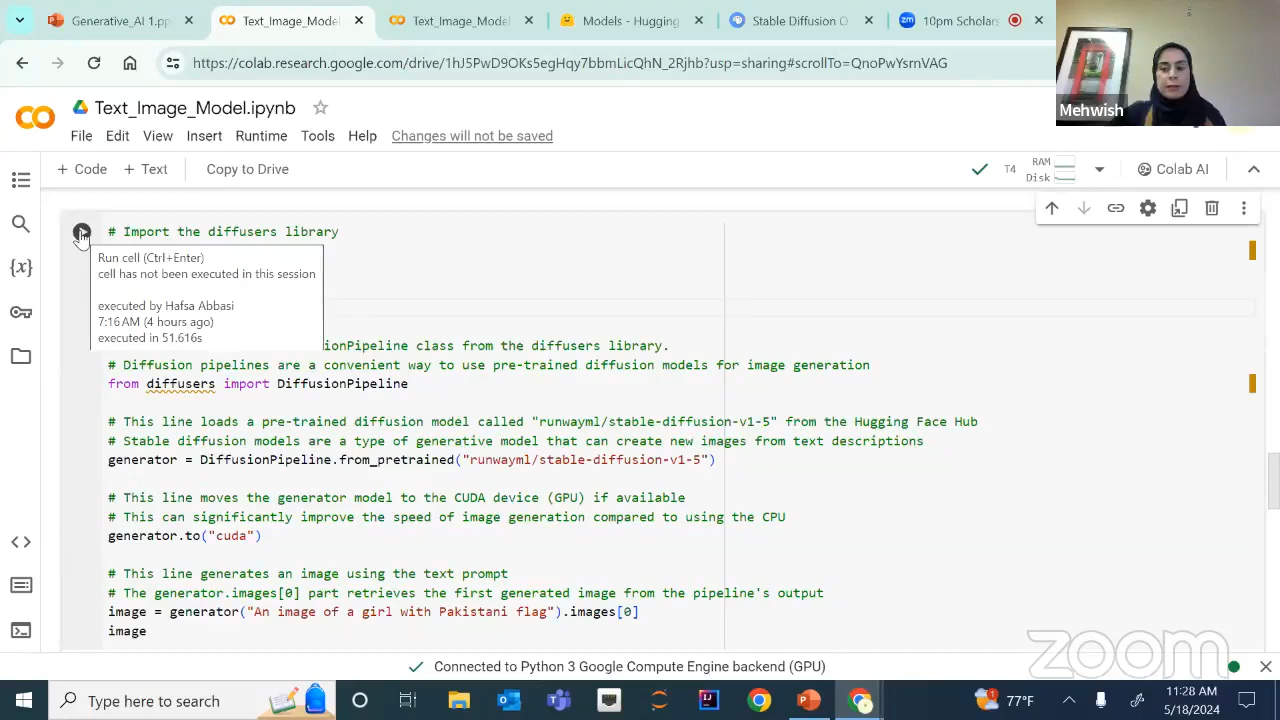 Generative_AI 1.pp
Text_Image_Model
Text_Image_Model
Models - Hugging
Stable Diffusion O
10pm Scholars
https://colab.research.google.com/drive/1hJ5PwD9OKs5egHqy7bbmLicQhN_2Rjhb?usp=sharing#scrollTo=QnoPwYsrnVAG
Mehwish
Text_Image_Model.ipynb
File Edit View Insert Runtime Tools Help Changes will not be saved
+ Code + Text Copy to Drive
T4
RAM
Disk
Colab AI
# Import the diffusers library
Run cell (Ctrl+Enter)
cell has not been executed in this session
executed by Hafsa Abbasi
7:16 AM (4 hours ago)
executed in 51.616s
ionPipeline class from the diffusers library.
# Diffusion pipelines are a convenient way to use pre-trained diffusion models for image generation
from diffusers import DiffusionPipeline
# This line loads a pre-trained diffusion model called "runwayml/stable-diffusion-v1-5" from the Hugging Face Hub
# Stable diffusion models are a type of generative model that can create new images from text descriptions
generator = DiffusionPipeline.from_pretrained("runwayml/stable-diffusion-v1-5")
# This line moves the generator model to the CUDA device (GPU) if available
# This can significantly improve the speed of image generation compared to using the CPU
generator.to("cuda")
# This line generates an image using the text prompt
# The generator.images[0] part retrieves the first generated image from the pipeline's output
image = generator("An image of a girl with Pakistani flag").images[0]
image
zoom
Connected to Python 3 Google Compute Engine backend (GPU)
Type here to search
77°F
11:28 AM
5/18/2024